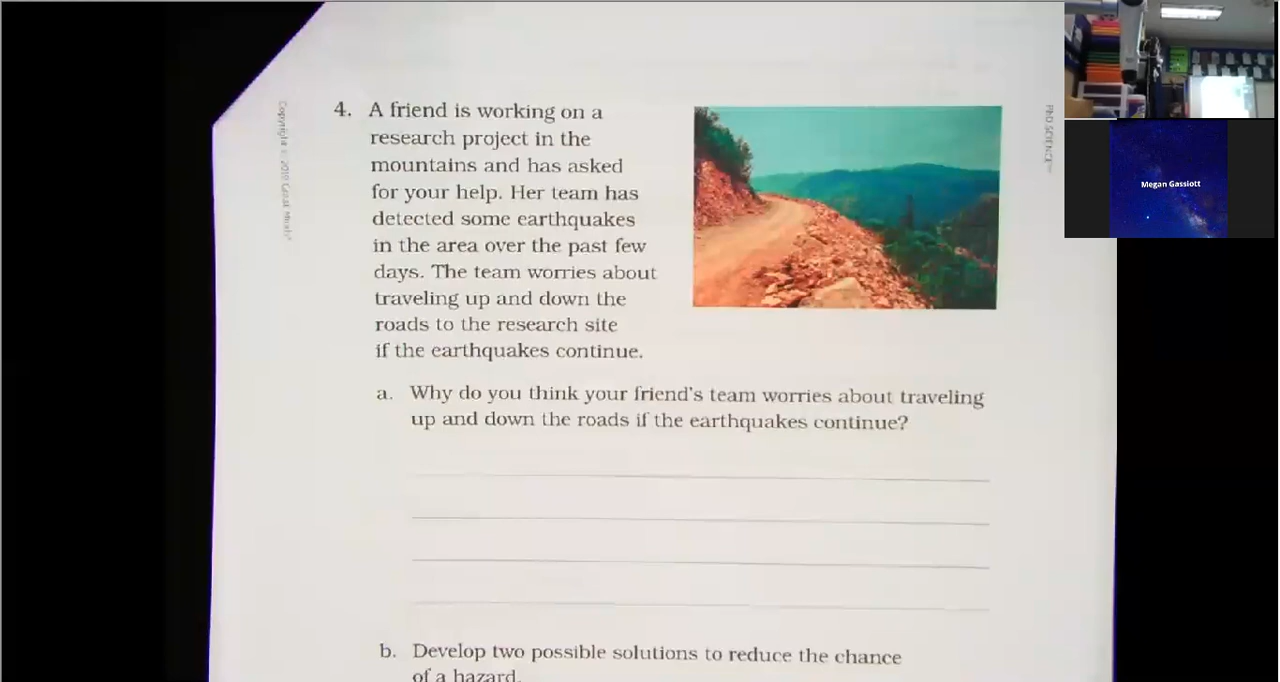 4. A friend is working on a
research project in the
mountains and has asked
for your help. Her team has
detected some earthquakes
in the area over the past few
days. The team worries about
traveling up and down the
roads to the research site
if the earthquakes continue.
a. Why do you think your friend's team worries about traveling
up and down the roads if the earthquakes continue?
b. Develop two possible solutions to reduce the chance
of a hazard.
Copyright © 2019 Great Minds®
Megan Gassiott